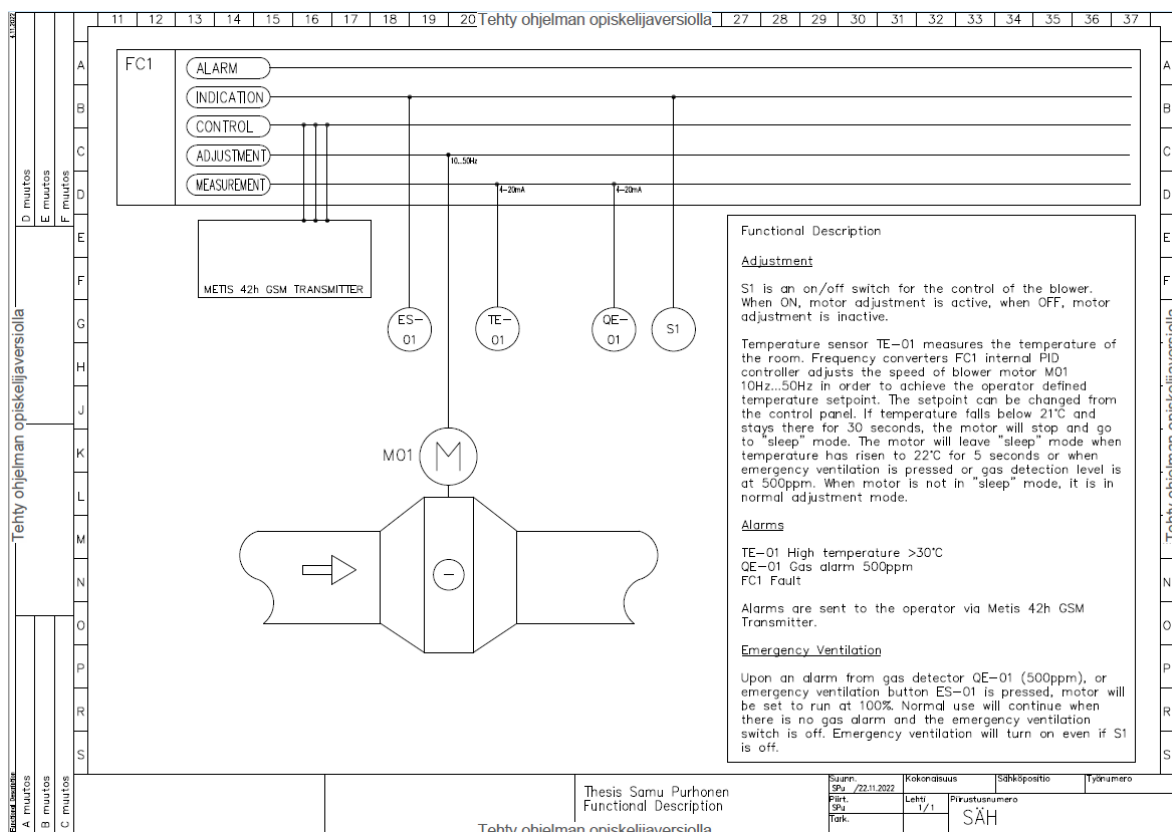 4.11.2022
11 12 13 14 15 16 17 18 19 20 Tehty ohjelman opiskelijaversiolla 27 28 29 30 31 32 33 34 35 36 37
A
B
C
D
E
F
G
H
J
K
L
M
N
O
P
R
S
D muutos
E muutos
F muutos
Tehty ohjelman opiskelijaversiolla
FC1
ALARM
INDICATION
CONTROL
ADJUSTMENT
MEASUREMENT
10...50Hz
4-20mA
4-20mA
METIS 42h GSM TRANSMITTER
ES-
01
TE-
01
QE-
01
S1
M01
M
Functional Description
Adjustment
S1 is an on/off switch for the control of the blower.
When ON, motor adjustment is active, when OFF, motor
adjustment is inactive.
Temperature sensor TE-01 measures the temperature of
the room. Frequency converters FC1 internal PID
controller adjusts the speed of blower motor M01
10Hz...50Hz in order to achieve the operator defined
temperature setpoint. The setpoint can be changed from
the control panel. If temperature falls below 21°C and
stays there for 30 seconds, the motor will stop and go
to "sleep" mode. The motor will leave "sleep" mode when
temperature has risen to 22°C for 5 seconds or when
emergency ventilation is pressed or gas detection level is
at 500ppm. When motor is not in "sleep" mode, it is in
normal adjustment mode.
Alarms
TE-01 High temperature >30°C
QE-01 Gas alarm 500ppm
FC1 Fault
Alarms are sent to the operator via Metis 42h GSM
Transmitter.
Emergency Ventilation
Upon an alarm from gas detector QE-01 (500ppm), or
emergency ventilation button ES-01 is pressed, motor will
be set to run at 100%. Normal use will continue when
there is no gas alarm and the emergency ventilation
switch is off. Emergency ventilation will turn on even if S1
is off.
A
B
C
D
E
F
G
H
J
K
L
M
N
O
P
R
S
Tehty ohjelman opiskelijaversiolla
Functional Description
A muutos
B muutos
C muutos
Thesis Samu Purhonen
Functional Description
Tehty ohjelman opiskelijaversiolla
Suunn.
SPu /22.11.2022
Kokonaisuus
Sähköpositio
Työnumero
Piirt.
SPu
Lehti
1/1
Piirustusnumero
SÄH
Tark.